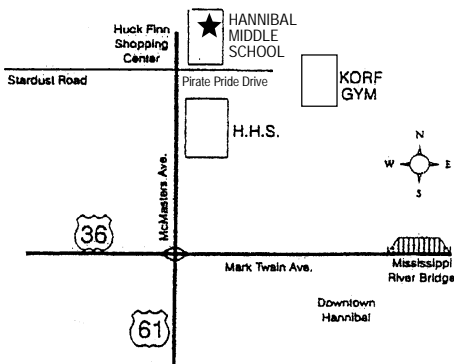 Huck Finn
Shopping
Center
HANNIBAL
MIDDLE
SCHOOL
Stardust Road
Pirate Pride Drive
KORF
GYM
H.H.S.
McMasters Ave.
N
W
E
S
36
Mark Twain Ave.
Mississippi
River Bridge
Downtown
Hannibal
61